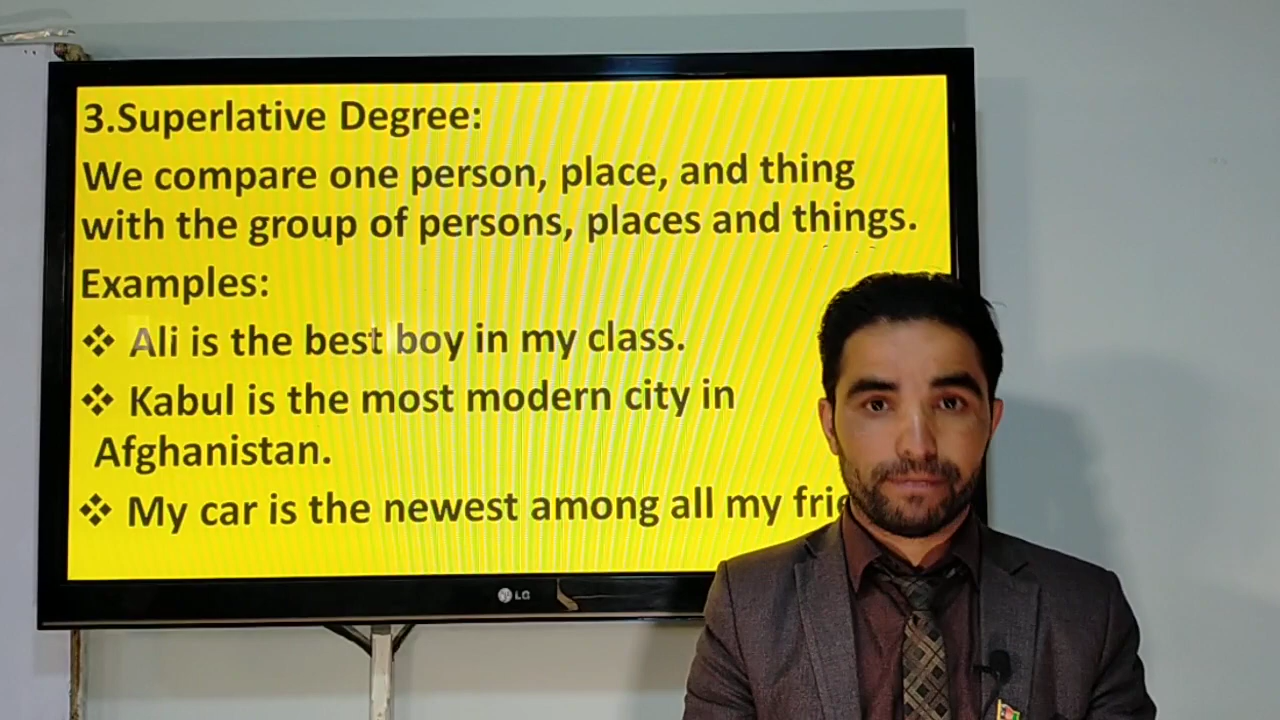 3.Superlative Degree:
We compare one person, place, and thing
with the group of persons, places and things.
Examples:
❖ Ali is the best boy in my class.
❖ Kabul is the most modern city in
Afghanistan.
❖ My car is the newest among all my
LG